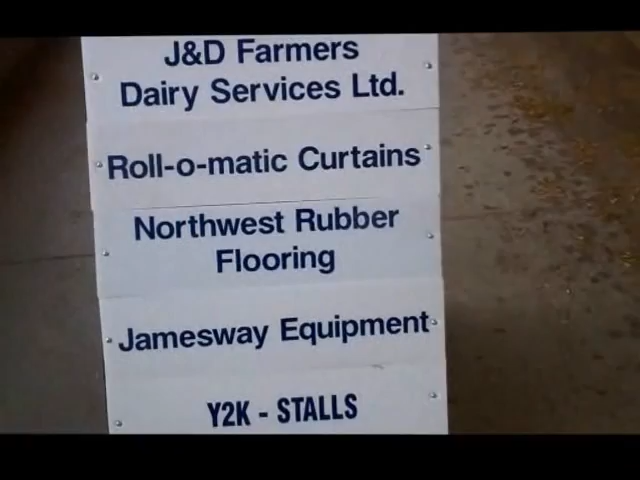 J&D Farmers
Dairy Services Ltd.
Roll-o-matic Curtains
Northwest Rubber
Flooring
Jamesway Equipment
Y2K - STALLS